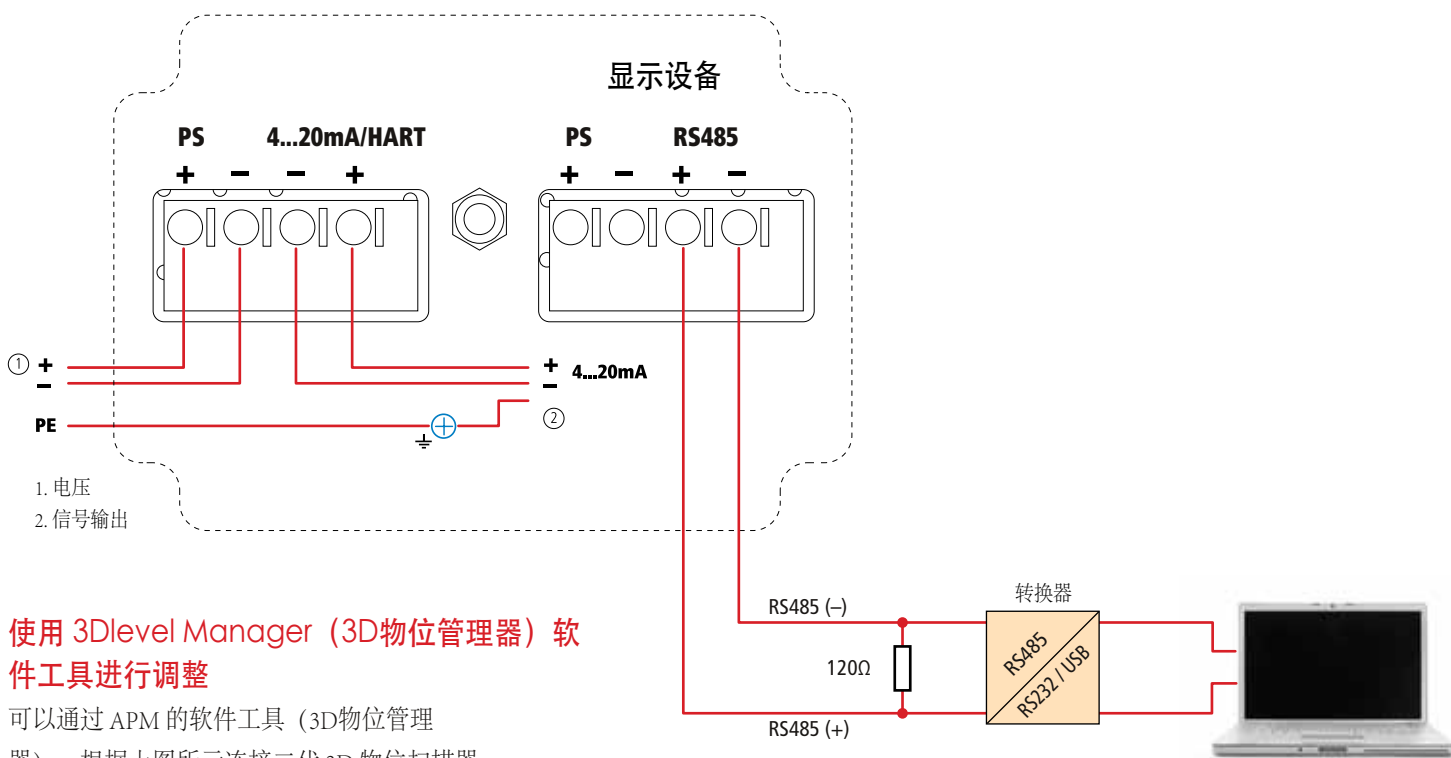 显示设备
PS 4...20mA/HART PS RS485
+ − − + + − + −
① +
−
+ 4...20mA
−
②
PE
1. 电压
2. 信号输出
转换器
RS485 (–)
120Ω
RS485
RS232 / USB
RS485 (+)
使用 3Dlevel Manager（3D物位管理器）软
件工具进行调整
可以通过 APM 的软件工具（3D物位管理